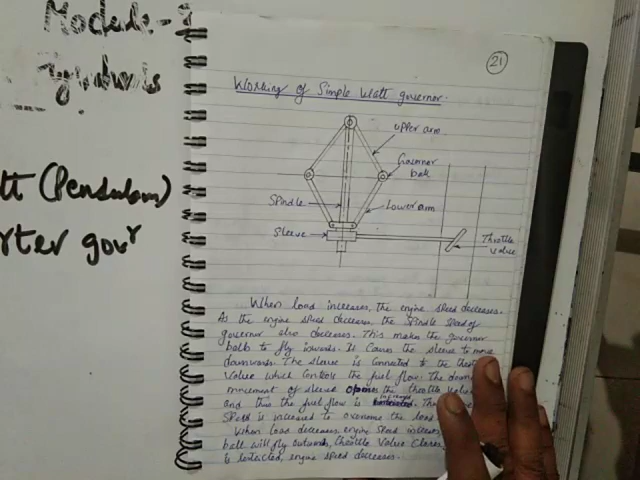 Module-
tt (Pendulum)
rter govr
21
Working of Simple Watt governor.
upper arm
Governor
ball
Spindle
Lower arm
Sleeve
Throttle
Valve
When load increases, the engine speed decreases.
As the engine speed decreases, the spindle speed of
governor also decreases. This makes the governor
balls to fly inwards. It causes the sleeve to move
downwards. The sleeve is connected to the
Valve which controls the fuel flow. The down
movement of sleeve opens the throttle valve
and thus the fuel flow is increased. The
speed is increased to overcome the load
When load decreases, engine speed increases
ball will fly outwards, throttle valve closes
is restricted, engine speed decreases.